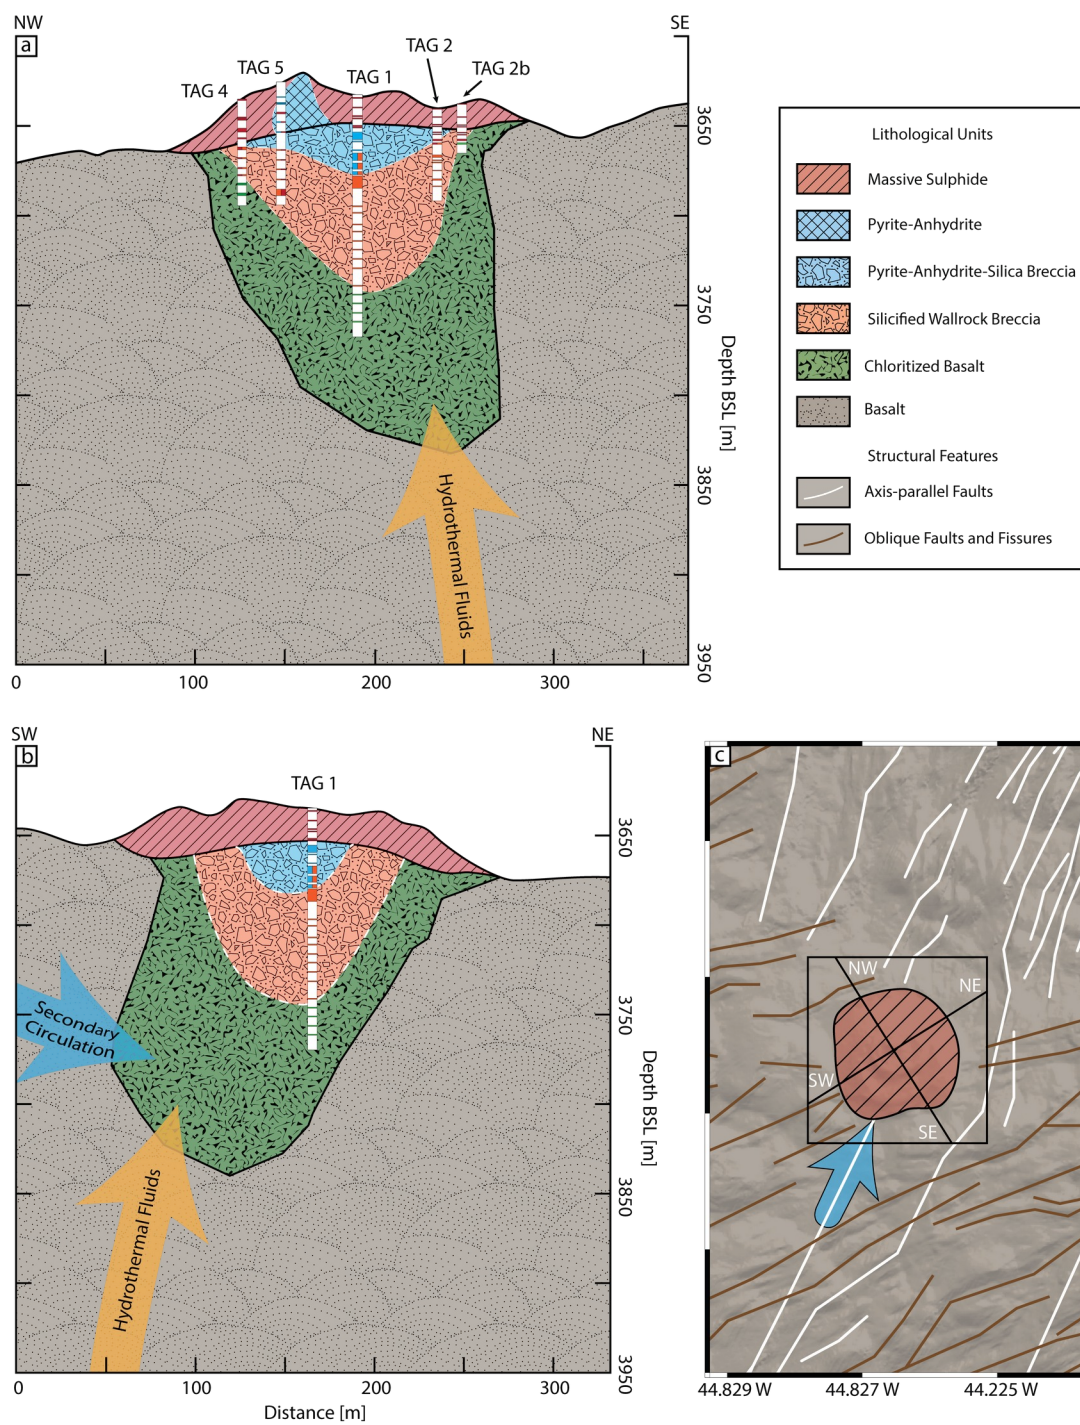 NW
SE
a
TAG 2
TAG 5
TAG 1
TAG 2b
TAG 4
3650
3750
Depth BSL [m]
3850
3950
Hydrothermal Fluids
0
100
200
300
Lithological Units
Massive Sulphide
Pyrite-Anhydrite
Pyrite-Anhydrite-Silica Breccia
Silicified Wallrock Breccia
Chloritized Basalt
Basalt
Structural Features
Axis-parallel Faults
Oblique Faults and Fissures
SW
NE
b
TAG 1
3650
3750
Depth BSL [m]
3850
3950
Secondary
Circulation
Hydrothermal Fluids
0
100
200
300
Distance [m]
c
NW
NE
SW
SE
44.829 W
44.827 W
44.225 W